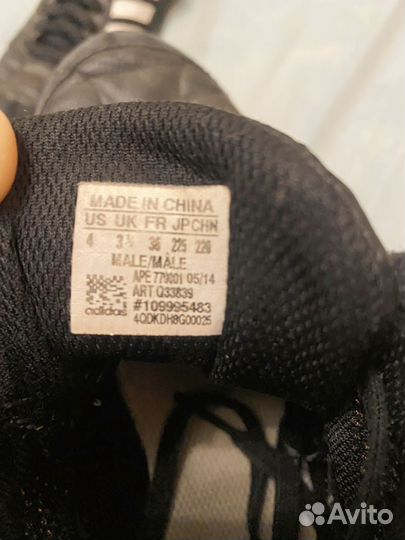 MADE IN CHINA
US UK FR JP CHN
4 3½ 36 225 220
MALE/MÂLE
APE 779001 05/14
ART Q33839
#109995483
adidas 4QDKDH8G00025
Avito